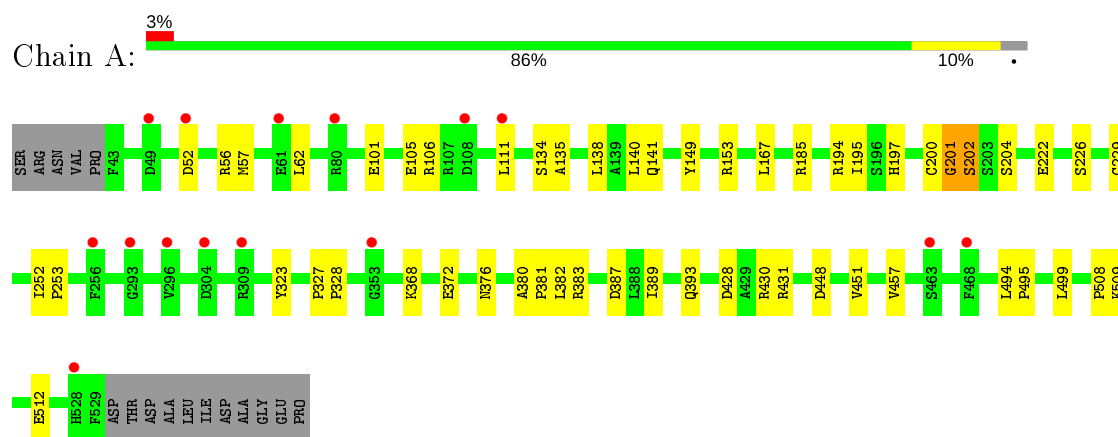 3%
Chain A:
86% 10% •
SER ARG ASN VAL PRO F43 D49 D52 R56 M57 E61 L62 R80 E101 E105 R106 R107 D108 L111 S134 A135 L138 A139 L140 Q141 Y149 R153 L167 R185 R194 I195 S196 H197 C200 G201 S202 S203 S204 E222 S226
I252 P253 F256 G293 V296 D304 R309 Y323 P327 P328 G353 K368 E372 N376 A380 P381 L382 R383 D387 L388 I389 Q393 D428 A429 R430 R431 D448 V451 V457 S463 F468 L494 P495 L499 P508
E512 H528 F529 ASP THR ASP ALA LEU ILE ASP ALA GLY GLU PRO